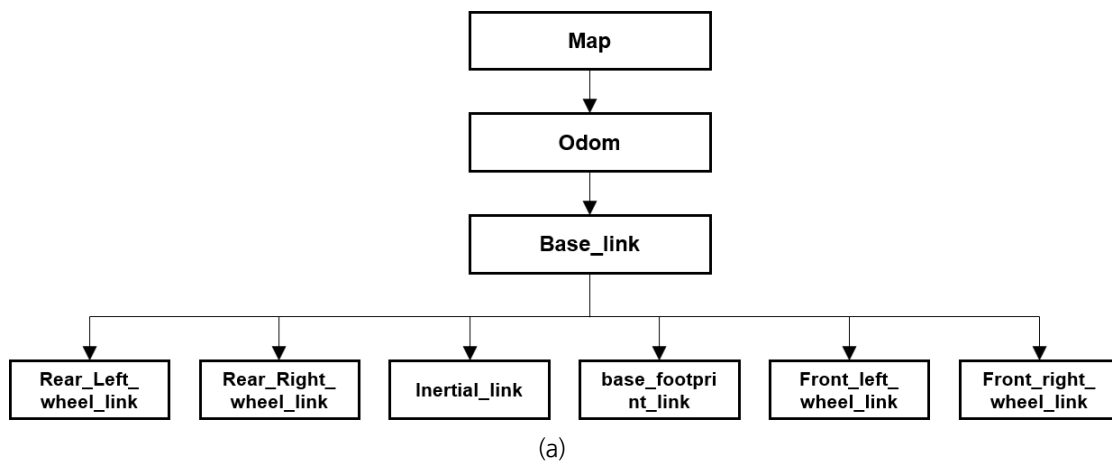 Map
Odom
Base_link
Rear_Left_
wheel_link
Rear_Right_
wheel_link
Inertial_link
base_footpri
nt_link
Front_left_
wheel_link
Front_right_
wheel_link
(a)